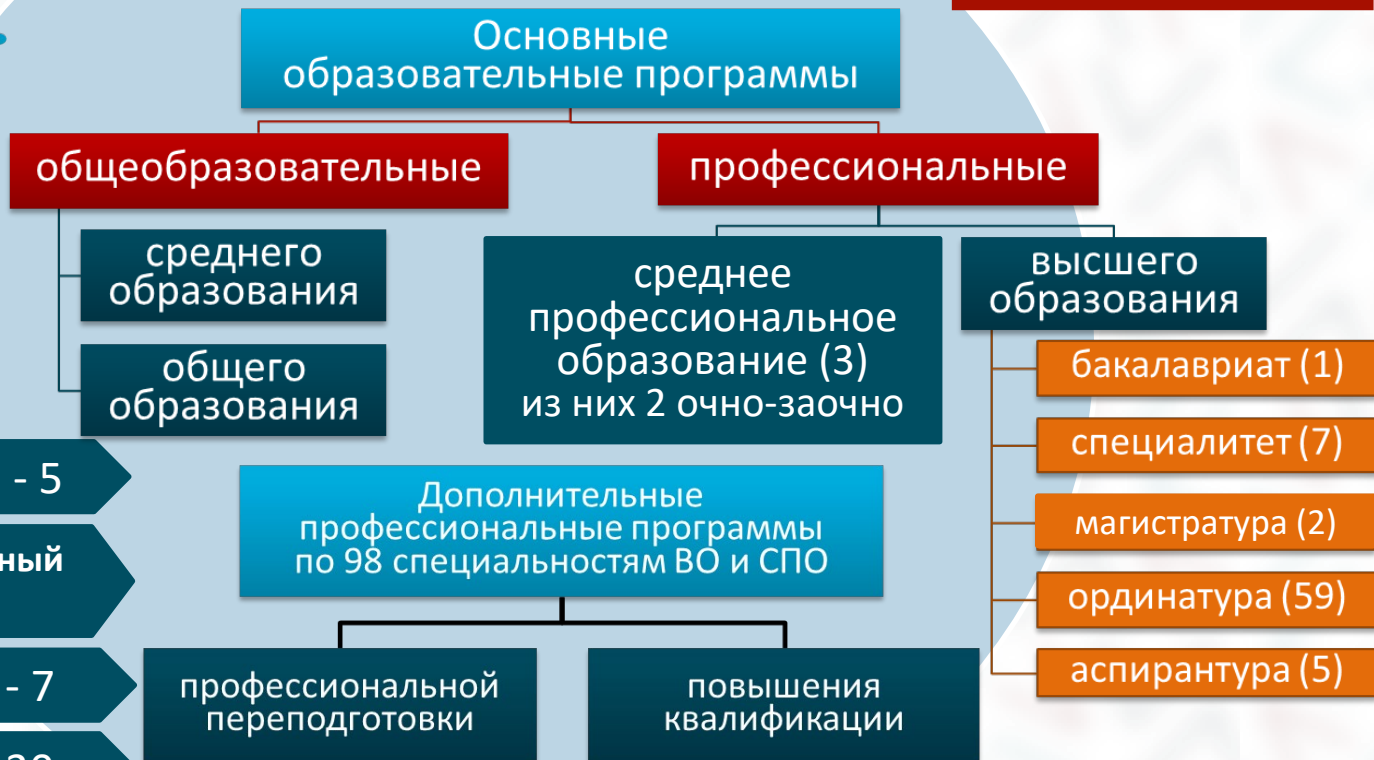 Основные
образовательные программы
общеобразовательные
профессиональные
среднего
образования
общего
образования
среднее
профессиональное
образование (3)
из них 2 очно-заочно
высшего
образования
бакалавриат (1)
специалитет (7)
магистратура (2)
ординатура (59)
аспирантура (5)
- 5
ный
- 7
Дополнительные
профессиональные программы
по 98 специальностям ВО и СПО
профессиональной
переподготовки
повышения
квалификации